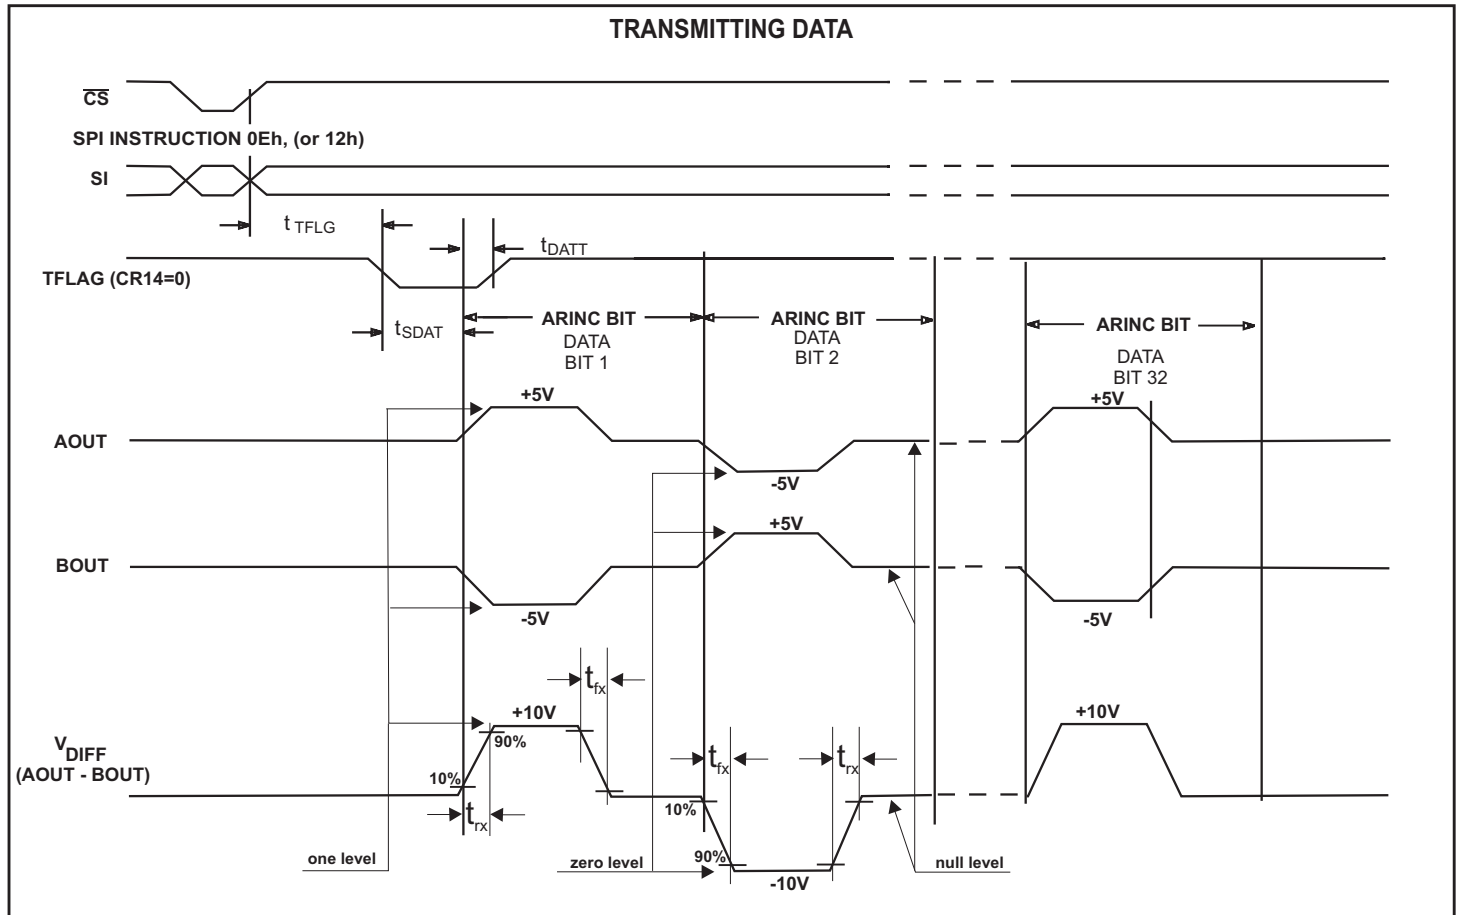 TRANSMITTING DATA
CS
SPI INSTRUCTION 0Eh, (or 12h)
SI
t TFLG
tDATT
TFLAG (CR14=0)
tSDAT
ARINC BIT
DATA
BIT 1
ARINC BIT
DATA
BIT 2
ARINC BIT
DATA
BIT 32
+5V
+5V
AOUT
-5V
+5V
BOUT
-5V
-5V
tfx
+10V
+10V
VDIFF
(AOUT - BOUT)
90%
tfx
trx
10%
10%
trx
90%
one level
zero level
null level
-10V